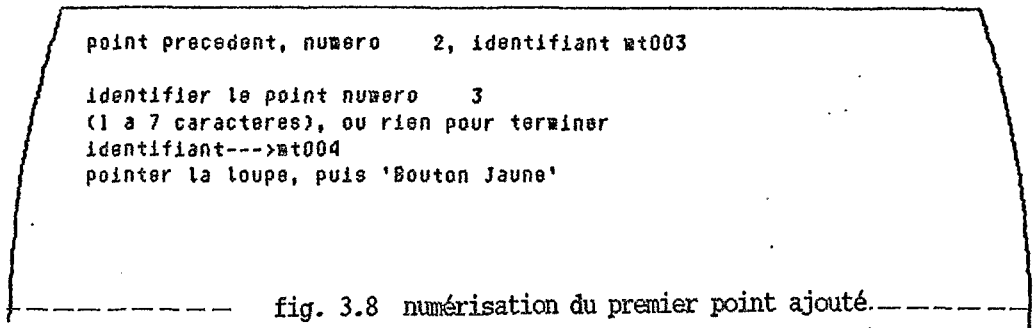 point precedent, numero 2, identifiant mt003
identifier le point numero 3
(1 a 7 caracteres), ou rien pour terminer
identifiant--->mt004
pointer la loupe, puis 'Bouton Jaune'
fig. 3.8 numérisation du premier point ajouté.